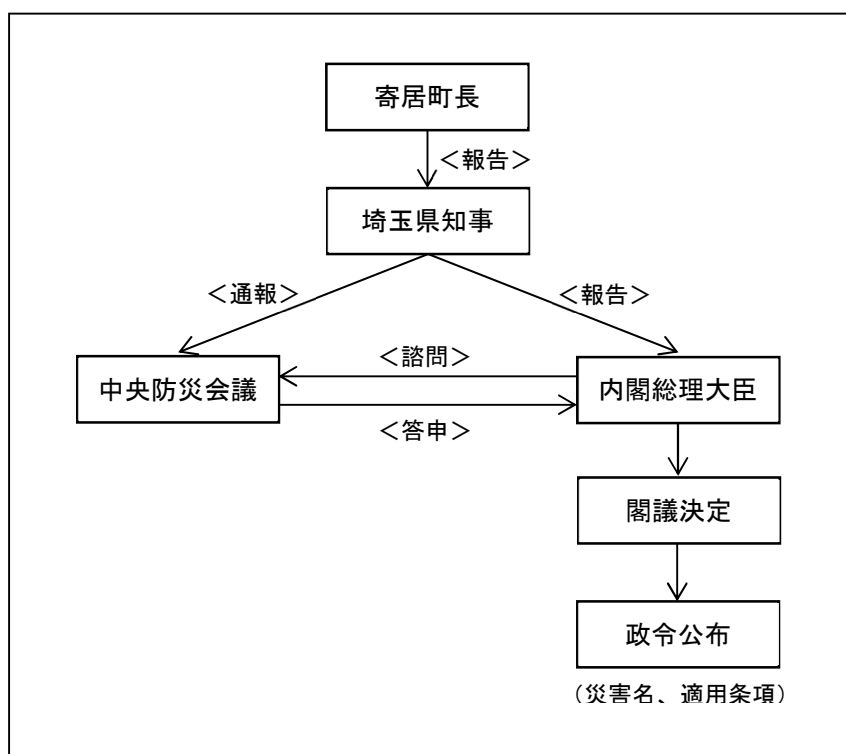 寄居町長
＜報告＞
埼玉県知事
＜通報＞
＜報告＞
中央防災会議
＜諮問＞
＜答申＞
内閣総理大臣
閣議決定
政令公布
（災害名、適用条項）